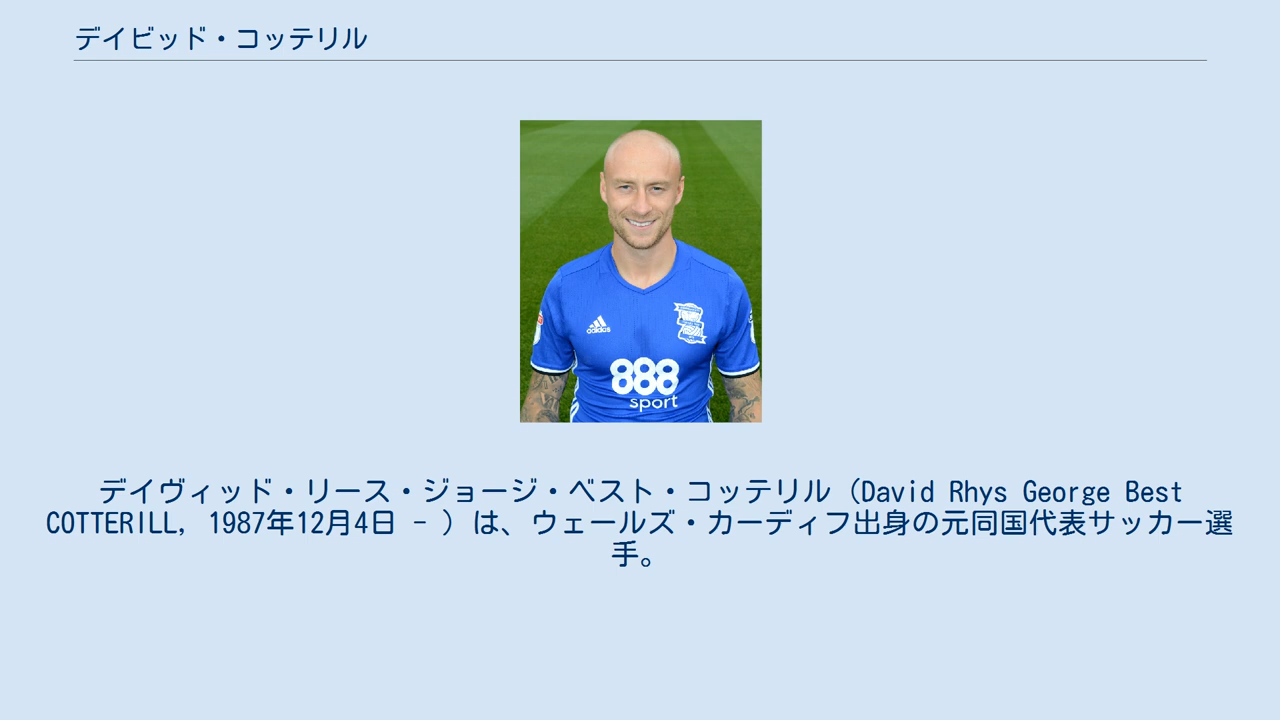 デイビッド・コッテリル
adidas
888
sport
デイヴィッド・リース・ジョージ・ベスト・コッテリル（David Rhys George Best
COTTERILL, 1987年12月4日 - ）は、ウェールズ・カーディフ出身の元同国代表サッカー選
手。